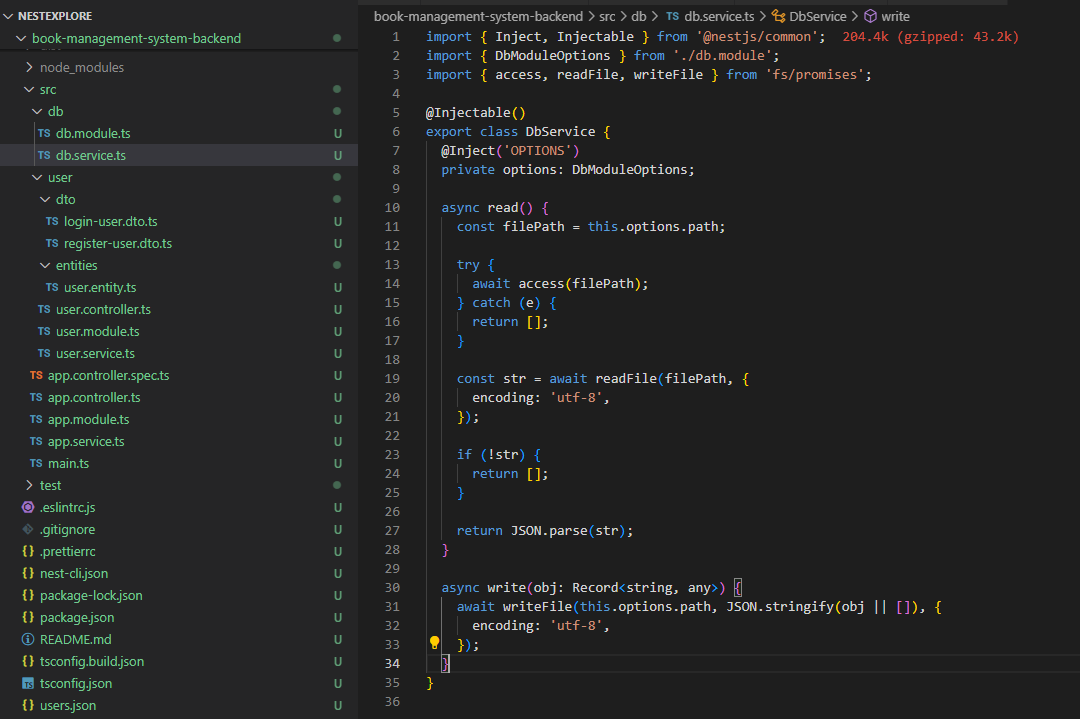 NESTEXPLORE
book-management-system-backend
node_modules
src
db
TS db.module.ts U
TS db.service.ts U
user
dto
TS login-user.dto.ts U
TS register-user.dto.ts U
entities
TS user.entity.ts U
TS user.controller.ts U
TS user.module.ts U
TS user.service.ts U
TS app.controller.spec.ts U
TS app.controller.ts U
TS app.module.ts U
TS app.service.ts U
TS main.ts U
test
.eslintrc.js U
.gitignore U
{} .prettierrc U
{} nest-cli.json U
{} package-lock.json U
{} package.json U
README.md U
{} tsconfig.build.json U
TS tsconfig.json U
{} users.json U
book-management-system-backend > src > db > TS db.service.ts > DbService > write
1 import { Inject, Injectable } from '@nestjs/common'; 204.4k (gzipped: 43.2k)
2 import { DbModuleOptions } from './db.module';
3 import { access, readFile, writeFile } from 'fs/promises';
4
5 @Injectable()
6 export class DbService {
7   @Inject('OPTIONS')
8   private options: DbModuleOptions;
9
10   async read() {
11     const filePath = this.options.path;
12
13     try {
14       await access(filePath);
15     } catch (e) {
16       return [];
17     }
18
19     const str = await readFile(filePath, {
20       encoding: 'utf-8',
21     });
22
23     if (!str) {
24       return [];
25     }
26
27     return JSON.parse(str);
28   }
29
30   async write(obj: Record<string, any>) {
31     await writeFile(this.options.path, JSON.stringify(obj || []), {
32       encoding: 'utf-8',
33     });
34   }
35 }
36